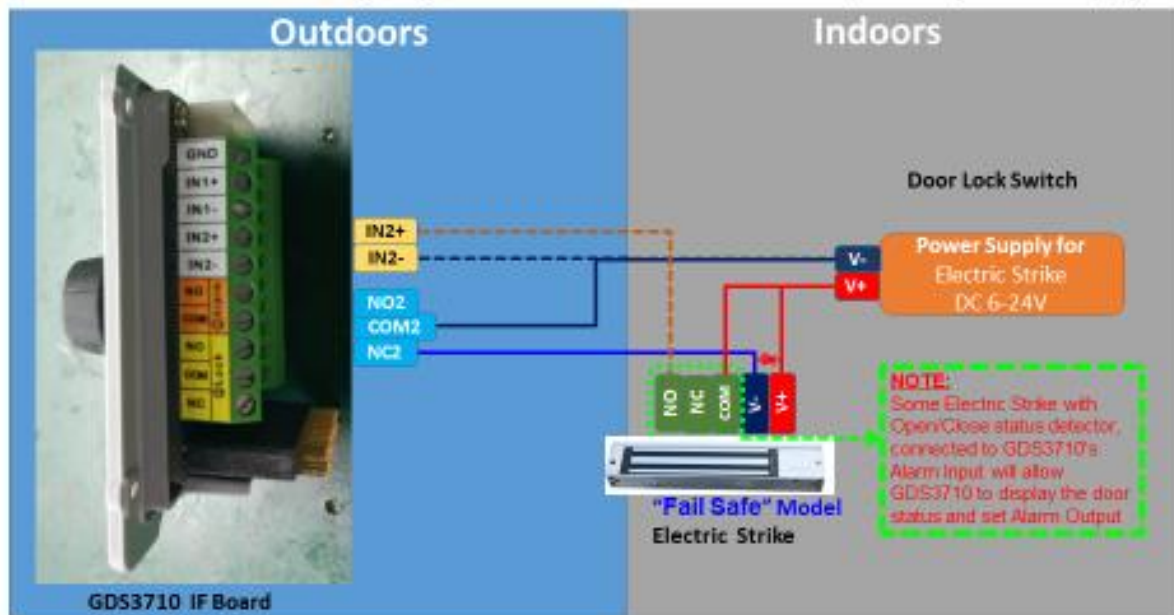 Outdoors
Indoors
GND
IN1+
IN1-
IN2+
IN2-
NO
COM
NO
COM
NC
IN2+
IN2-
NO2
COM2
NC2
Door Lock Switch
V-
V+
Power Supply for
Electric Strike
DC 6-24V
NO
NC
COM
V-
V+
NOTE:
Some Electric Strike with
Open/Close status detector,
connected to GDS3710's
Alarm Input will allow
GDS3710 to display the door
status and set Alarm Output
"Fail Safe" Model
Electric Strike
GDS3710 IF Board